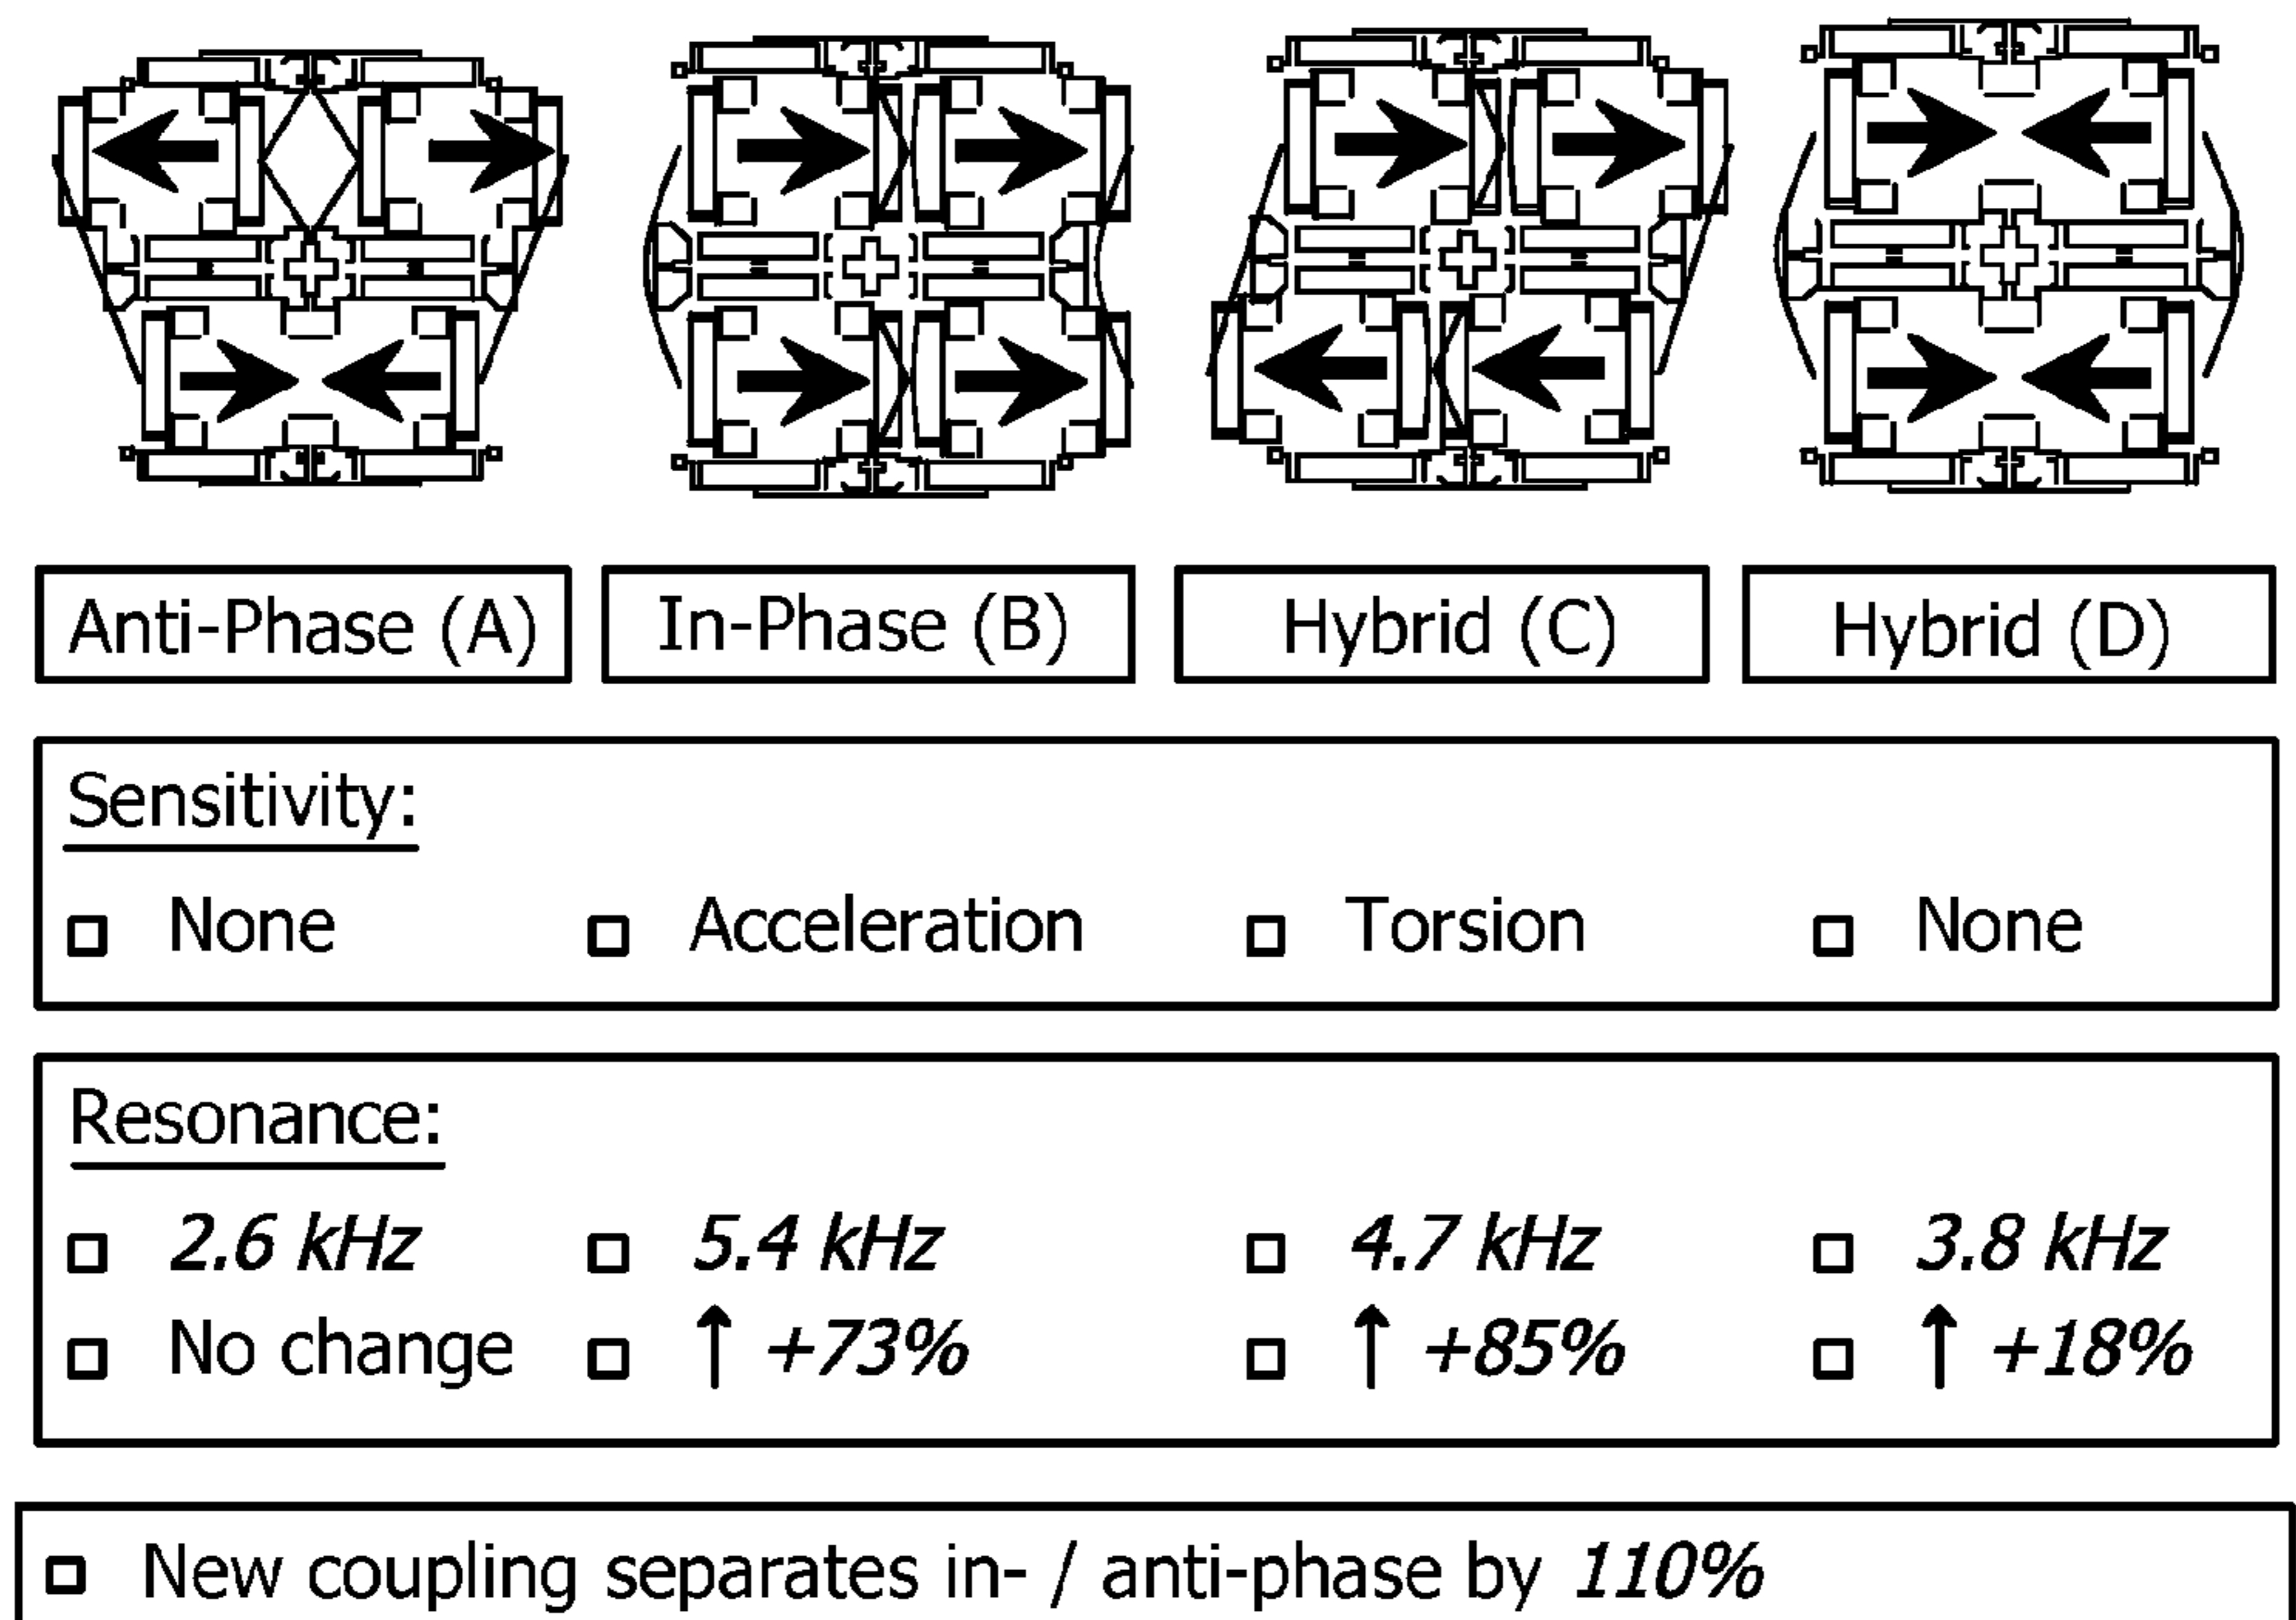 Anti-Phase (A) In-Phase (B) Hybrid (C) Hybrid (D)
Sensitivity:
None Acceleration Torsion None
Resonance:
2.6 kHz 5.4 kHz 4.7 kHz 3.8 kHz
No change ↑ +73% ↑ +85% ↑ +18%
New coupling separates in- / anti-phase by 110%